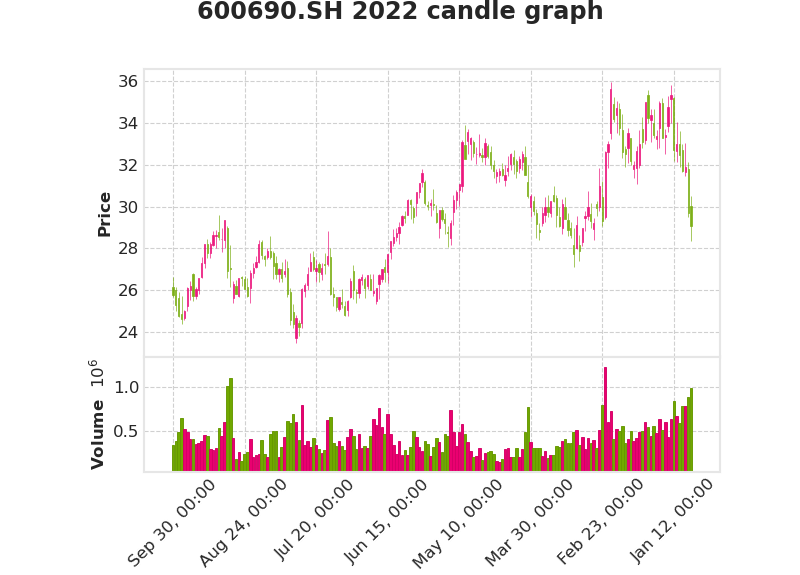 600690.SH 2022 candle graph
36
34
32
30
28
26
24
Price
1.0
0.5
Volume 10^6
Sep 30, 00:00
Aug 24, 00:00
Jul 20, 00:00
Jun 15, 00:00
May 10, 00:00
Mar 30, 00:00
Feb 23, 00:00
Jan 12, 00:00